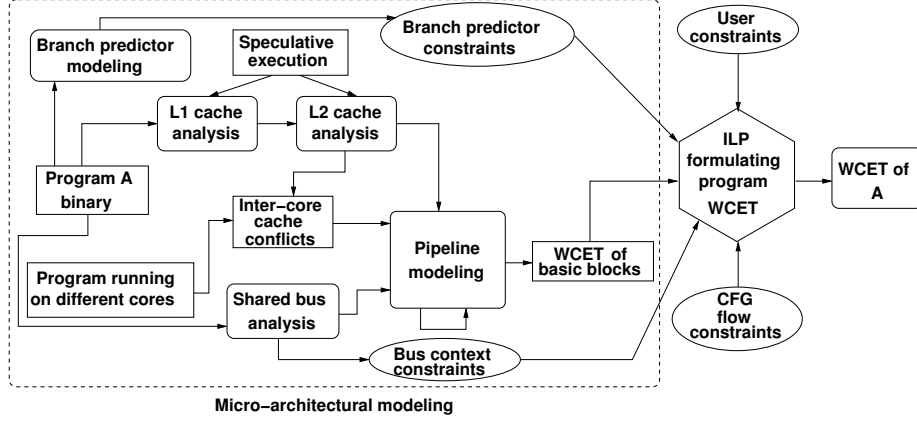 Branch predictor
modeling
Speculative
execution
Branch predictor
constraints
User
constraints
L1 cache
analysis
L2 cache
analysis
ILP
formulating
program
WCET
WCET of
A
Program A
binary
Inter-core
cache
conflicts
Pipeline
modeling
WCET of
basic blocks
Program running
on different cores
Shared bus
analysis
CFG
flow
constraints
Bus context
constraints
Micro-architectural modeling